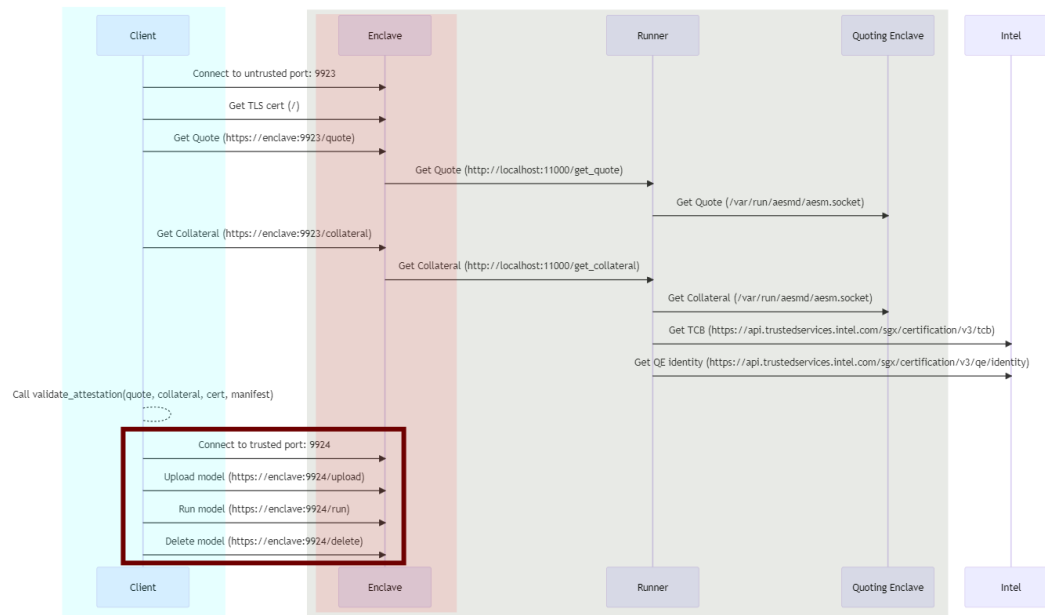 Client
Enclave
Runner
Quoting Enclave
Intel
Connect to untrusted port: 9923
Get TLS cert (/)
Get Quote (https://enclave:9923/quote)
Get Quote (http://localhost:11000/get_quote)
Get Quote (/var/run/aesmd/aesm.socket)
Get Collateral (https://enclave:9923/collateral)
Get Collateral (http://localhost:11000/get_collateral)
Get Collateral (/var/run/aesmd/aesm.socket)
Get TCB (https://api.trustedservices.intel.com/sgx/certification/v3/tcb)
Get QE identity (https://api.trustedservices.intel.com/sgx/certification/v3/qe/identity)
Call validate_attestation(quote, collateral, cert, manifest)
Connect to trusted port: 9924
Upload model (https://enclave:9924/upload)
Run model (https://enclave:9924/run)
Delete model (https://enclave:9924/delete)
Client
Enclave
Runner
Quoting Enclave
Intel